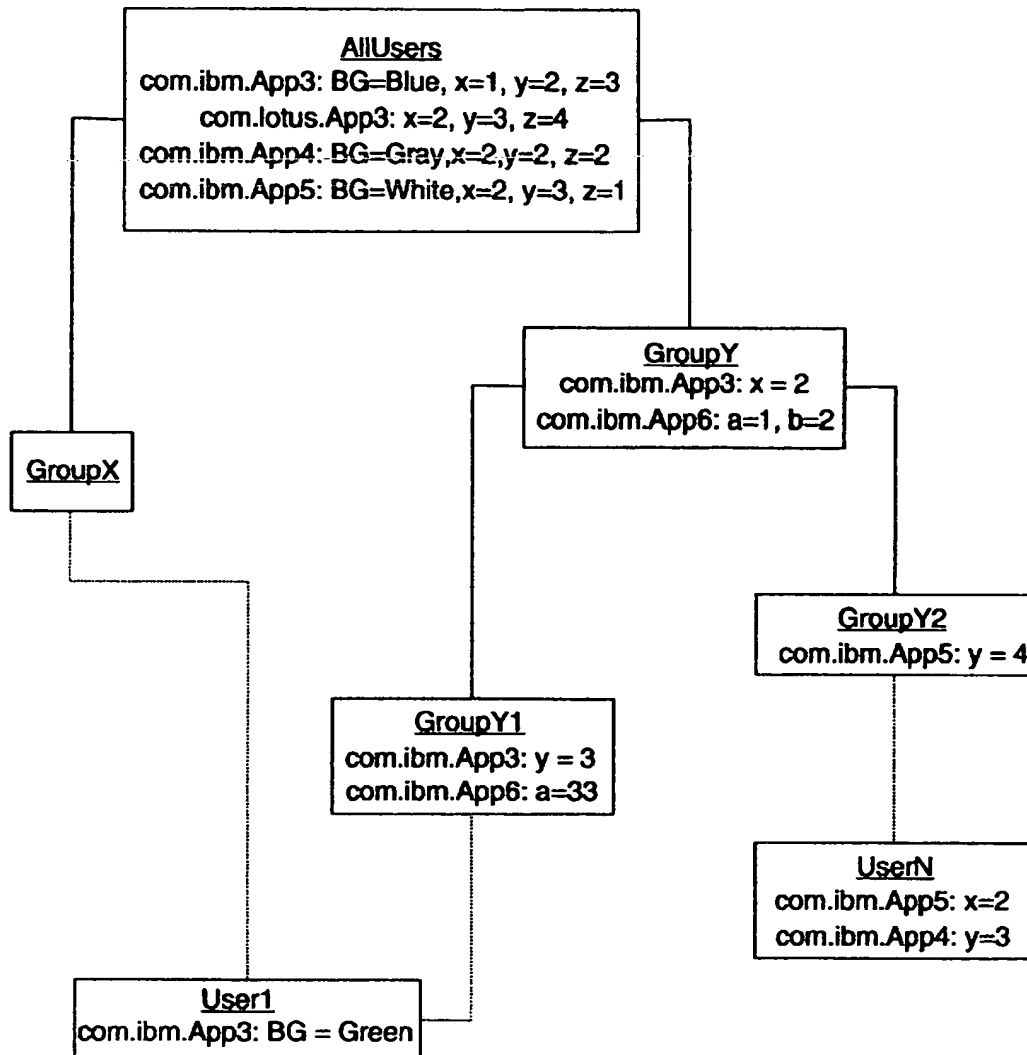 AllUsers
com.ibm.App3: BG=Blue, x=1, y=2, z=3
com.lotus.App3: x=2, y=3, z=4
com.ibm.App4: BG=Gray,x=2,y=2, z=2
com.ibm.App5: BG=White,x=2, y=3, z=1
GroupY
com.ibm.App3: x = 2
com.ibm.App6: a=1, b=2
GroupX
GroupY2
com.ibm.App5: y = 4
GroupY1
com.ibm.App3: y = 3
com.ibm.App6: a=33
UserN
com.ibm.App5: x=2
com.ibm.App4: y=3
User1
com.ibm.App3: BG = Green